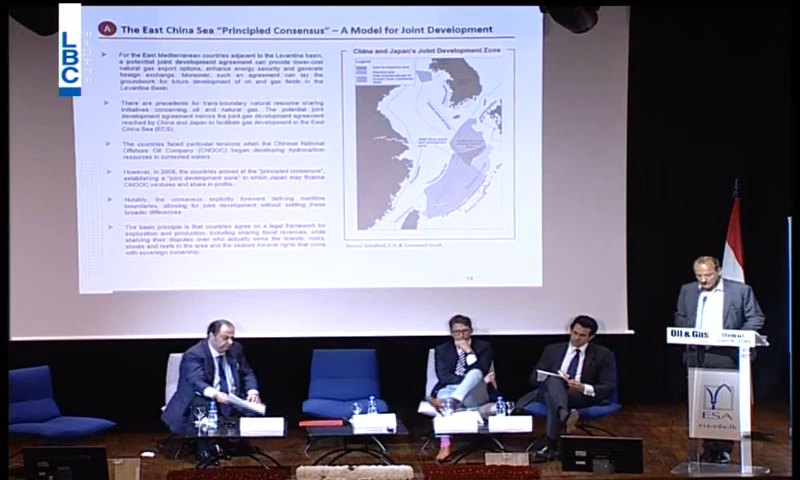 LBC
A The East China Sea "Principled Consensus" – A Model for Joint Development
For the East Mediterranean countries adjacent to the Levantine basin,
a potential joint development agreement can provide lower-cost
natural gas export options, enhance energy security and generate
foreign exchange. Moreover, such an agreement can lay the
groundwork for future development of oil and gas fields in the
Levantine Basin.
There are precedents for trans-boundary natural resource sharing
initiatives concerning oil and natural gas. The potential joint
development agreement mirrors the joint gas development agreement
reached by China and Japan to facilitate gas development in the East
China Sea (ECS).
The countries faced particular tensions when the Chinese National
Offshore Oil Company (CNOOC) began developing hydrocarbon
resources in contested waters.
However, in 2008, the countries arrived at the "principled consensus",
establishing a "joint development zone" in which Japan may finance
CNOOC ventures and share in profits.
Notably, the consensus explicitly forewent defining maritime
boundaries, allowing for joint development without settling these
broader differences
The basic principle is that countries agree on a legal framework for
exploration and production, including sharing fiscal revenues, while
shelving their disputes over who actually owns the islands, rocks,
shoals and reefs in the area and the seabed mineral rights that come
with sovereign ownership.
China and Japan's Joint Development Zone
14
Oil & Gas
ESA
esa.edu.lb